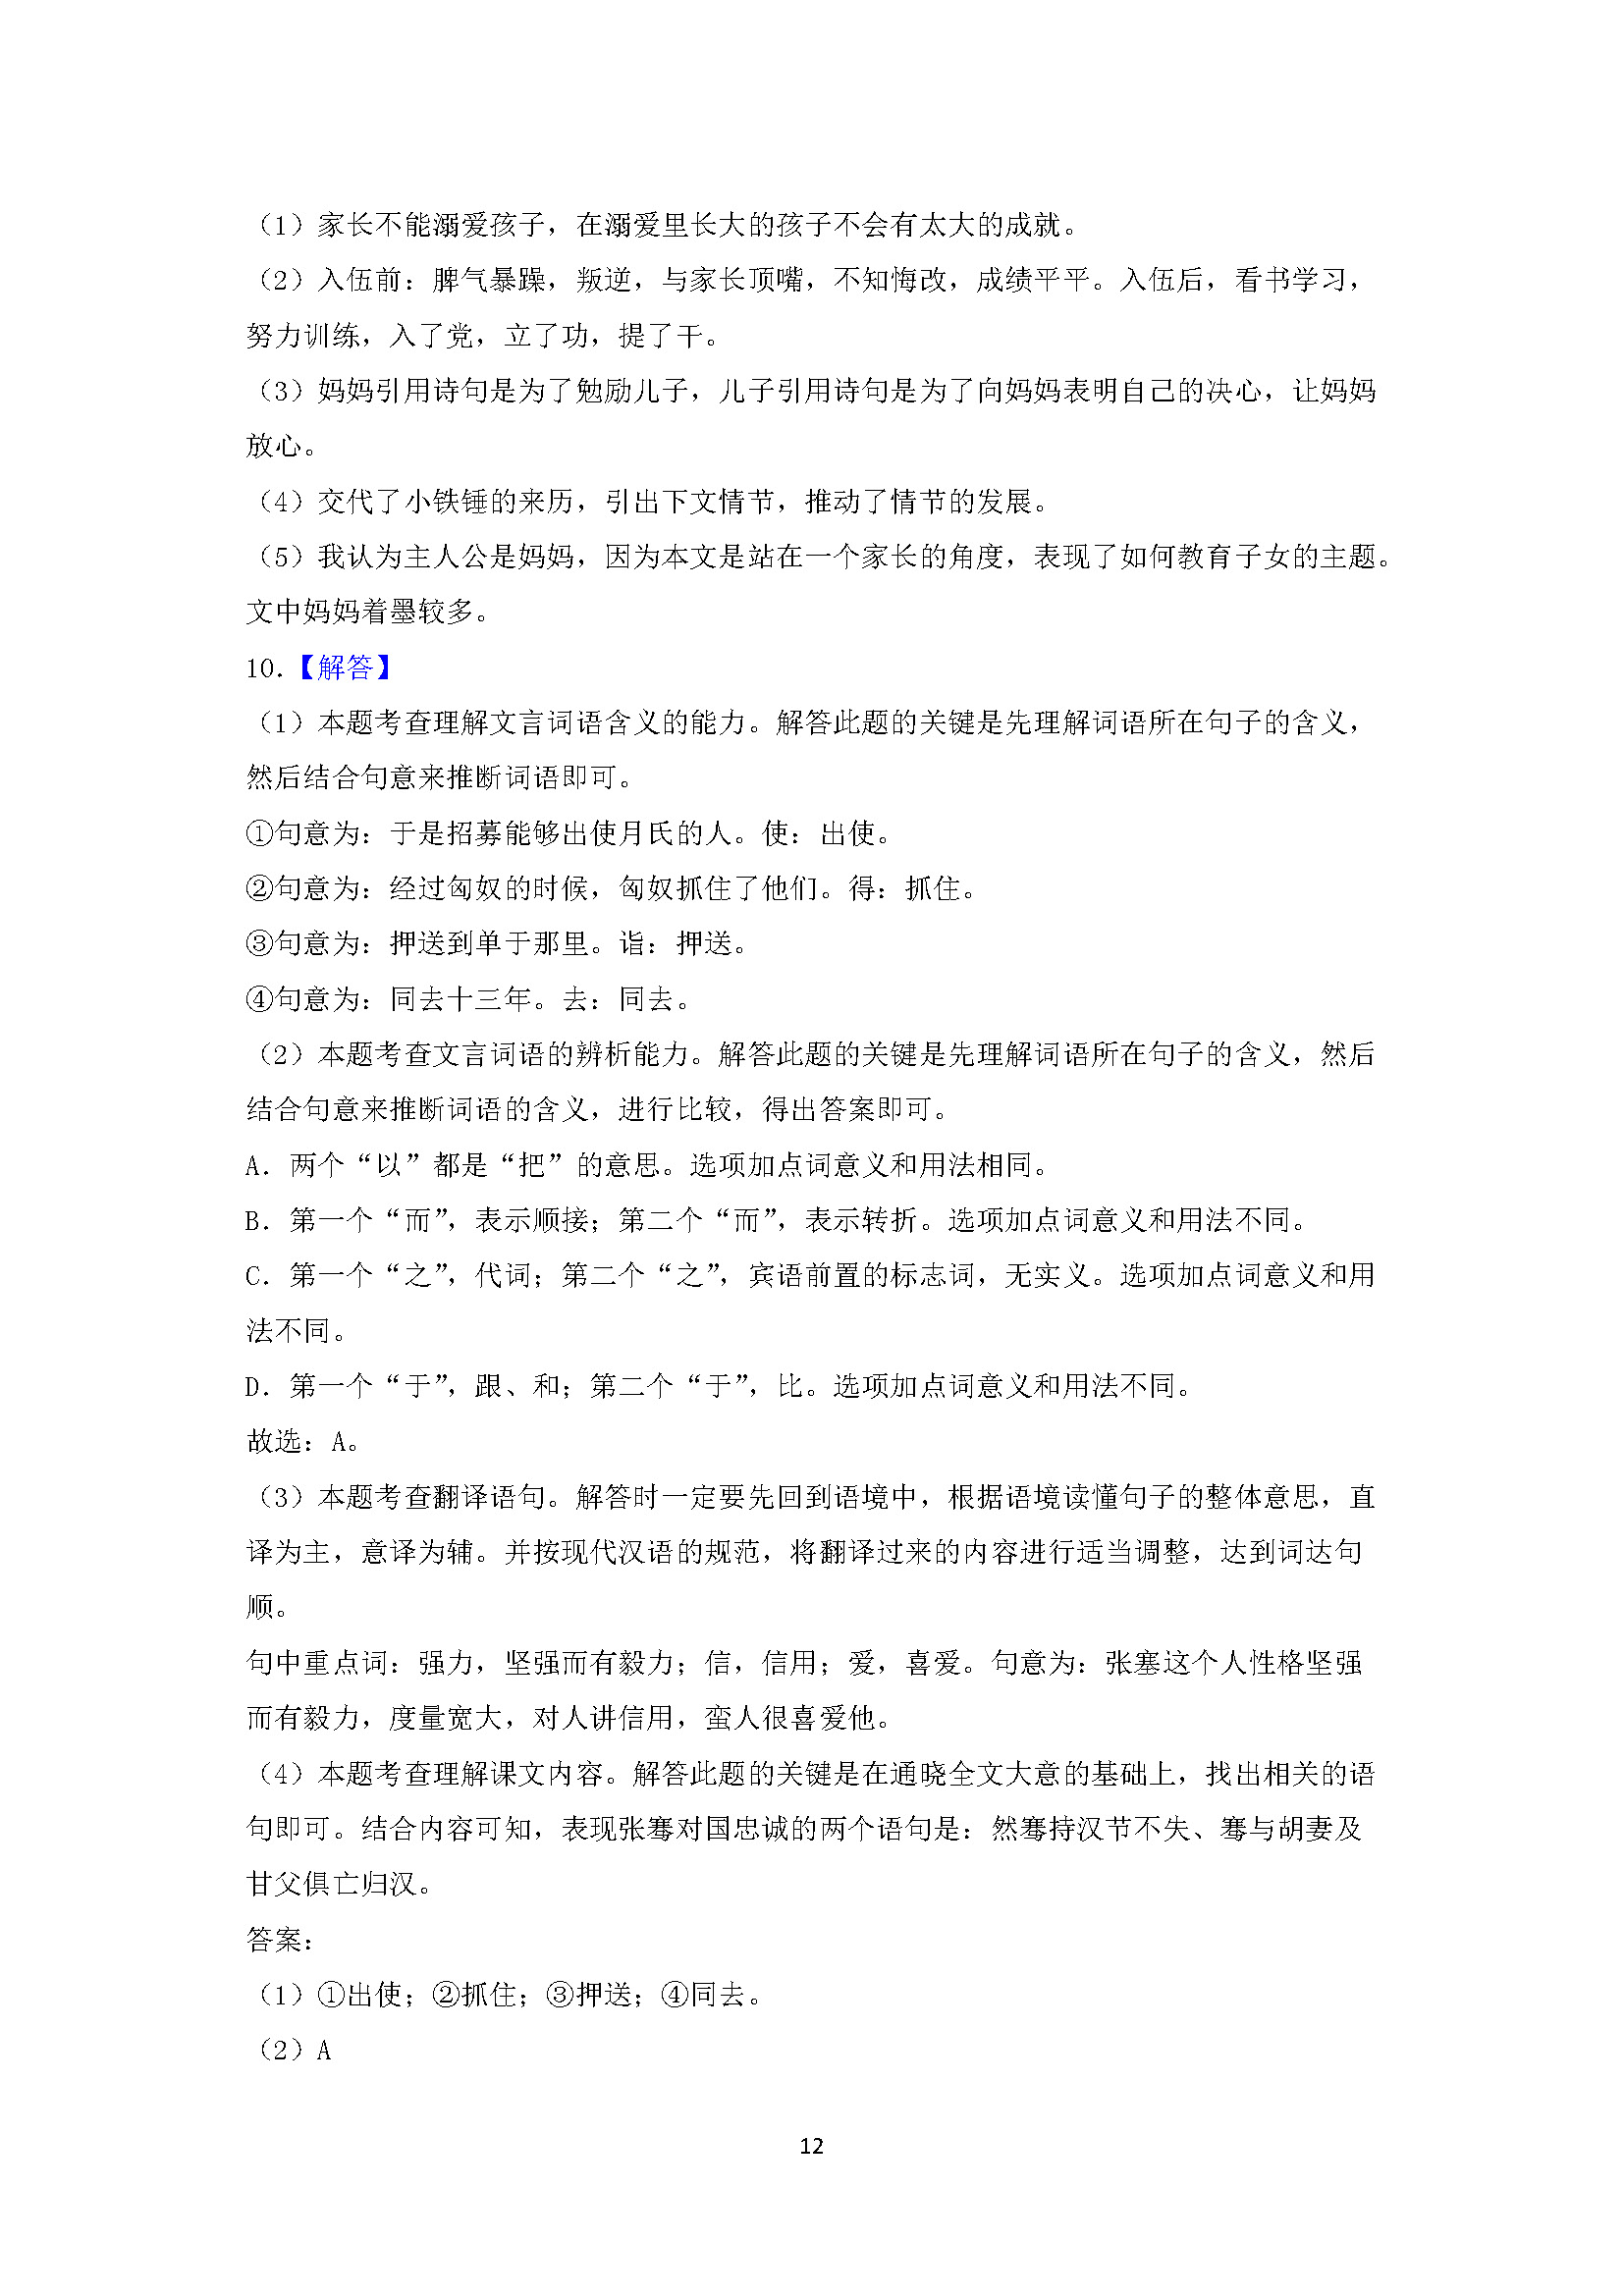 （1）家长不能溺爱孩子，在溺爱里长大的孩子不会有太大的成就。
（2）入伍前：脾气暴躁，叛逆，与家长顶嘴，不知悔改，成绩平平。入伍后，看书学习，
努力训练，入了党，立了功，提了干。
（3）妈妈引用诗句是为了勉励儿子，儿子引用诗句是为了向妈妈表明自己的决心，让妈妈
放心。
（4）交代了小铁锤的来历，引出下文情节，推动了情节的发展。
（5）我认为主人公是妈妈，因为本文是站在一个家长的角度，表现了如何教育子女的主题。
文中妈妈着墨较多。
10.【解答】
（1）本题考查理解文言词语含义的能力。解答此题的关键是先理解词语所在句子的含义，
然后结合句意来推断词语即可。
①句意为：于是招募能够出使月氏的人。使：出使。
②句意为：经过匈奴的时候，匈奴抓住了他们。得：抓住。
③句意为：押送到单于那里。诣：押送。
④句意为：同去十三年。去：同去。
（2）本题考查文言词语的辨析能力。解答此题的关键是先理解词语所在句子的含义，然后
结合句意来推断词语的含义，进行比较，得出答案即可。
A．两个“以”都是“把”的意思。选项加点词意义和用法相同。
B．第一个“而”，表示顺接；第二个“而”，表示转折。选项加点词意义和用法不同。
C．第一个“之”，代词；第二个“之”，宾语前置的标志词，无实义。选项加点词意义和用
法不同。
D．第一个“于”，跟、和；第二个“于”，比。选项加点词意义和用法不同。
故选：A。
（3）本题考查翻译语句。解答时一定要先回到语境中，根据语境读懂句子的整体意思，直
译为主，意译为辅。并按现代汉语的规范，将翻译过来的内容进行适当调整，达到词达句
顺。
句中重点词：强力，坚强而有毅力；信，信用；爱，喜爱。句意为：张塞这个人性格坚强
而有毅力，度量宽大，对人讲信用，蛮人很喜爱他。
（4）本题考查理解课文内容。解答此题的关键是在通晓全文大意的基础上，找出相关的语
句即可。结合内容可知，表现张骞对国忠诚的两个语句是：然骞持汉节不失、骞与胡妻及
甘父俱亡归汉。
答案：
（1）①出使；②抓住；③押送；④同去。
（2）A
12